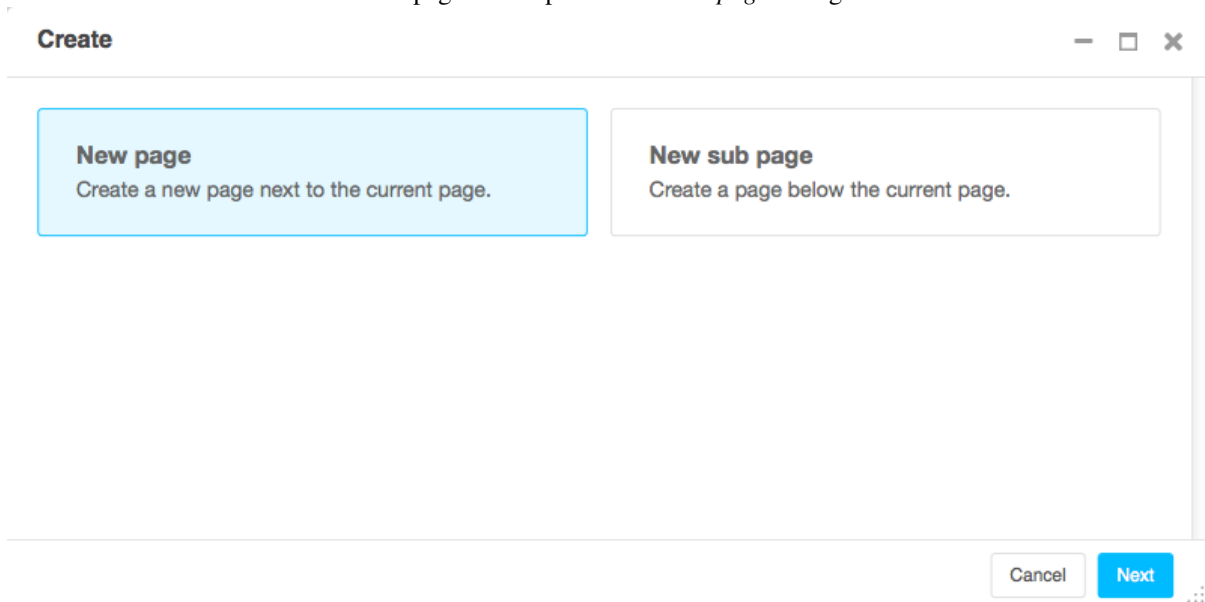 Create
New page
Create a new page next to the current page.
New sub page
Create a page below the current page.
Cancel
Next